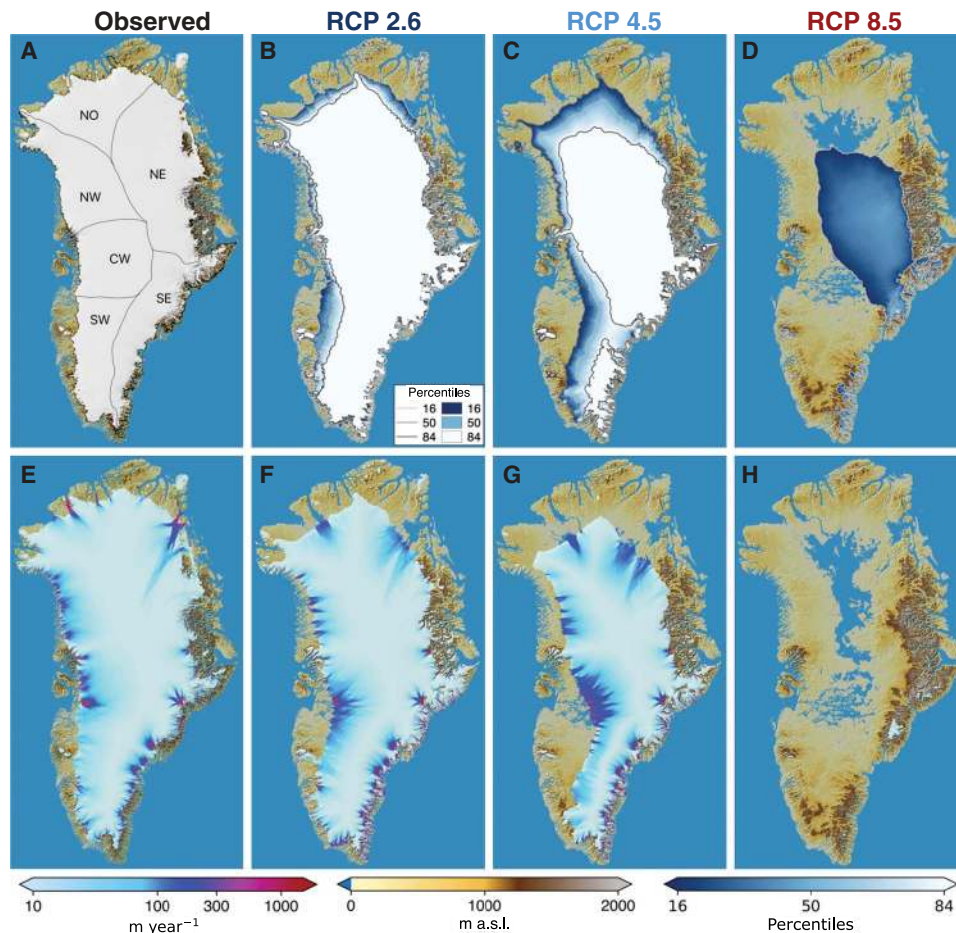 Observed
RCP 2.6
RCP 4.5
RCP 8.5
A
B
C
D
NO
NE
NW
CW
SE
SW
Percentiles
16 16
50 50
84 84
E
F
G
H
10 100 300 1000
m year⁻¹
0 1000 2000
m a.s.l.
16 50 84
Percentiles